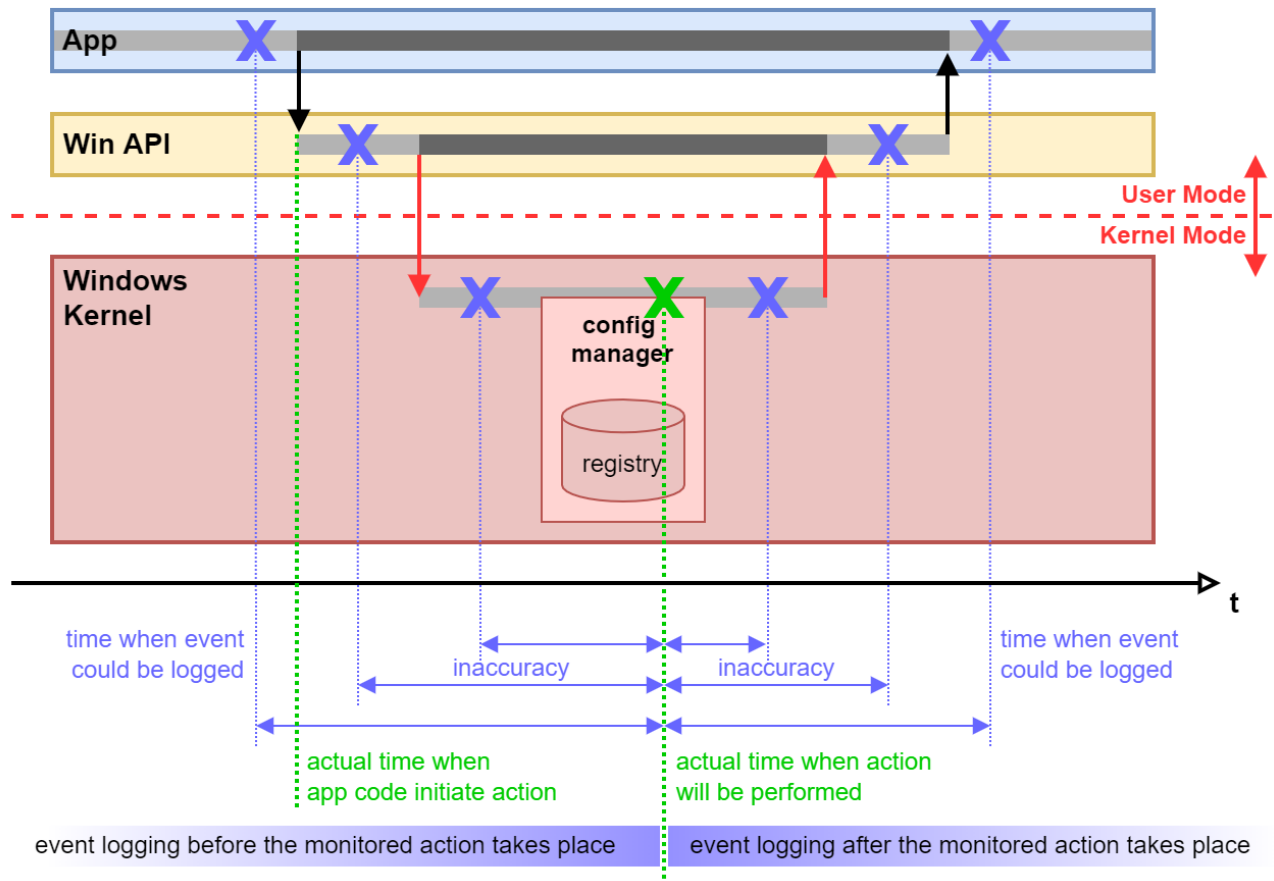 App
Win API
User Mode
Kernel Mode
Windows
Kernel
config
manager
registry
t
time when event
could be logged
inaccuracy
inaccuracy
time when event
could be logged
actual time when
app code initiate action
actual time when action
will be performed
event logging before the monitored action takes place
event logging after the monitored action takes place